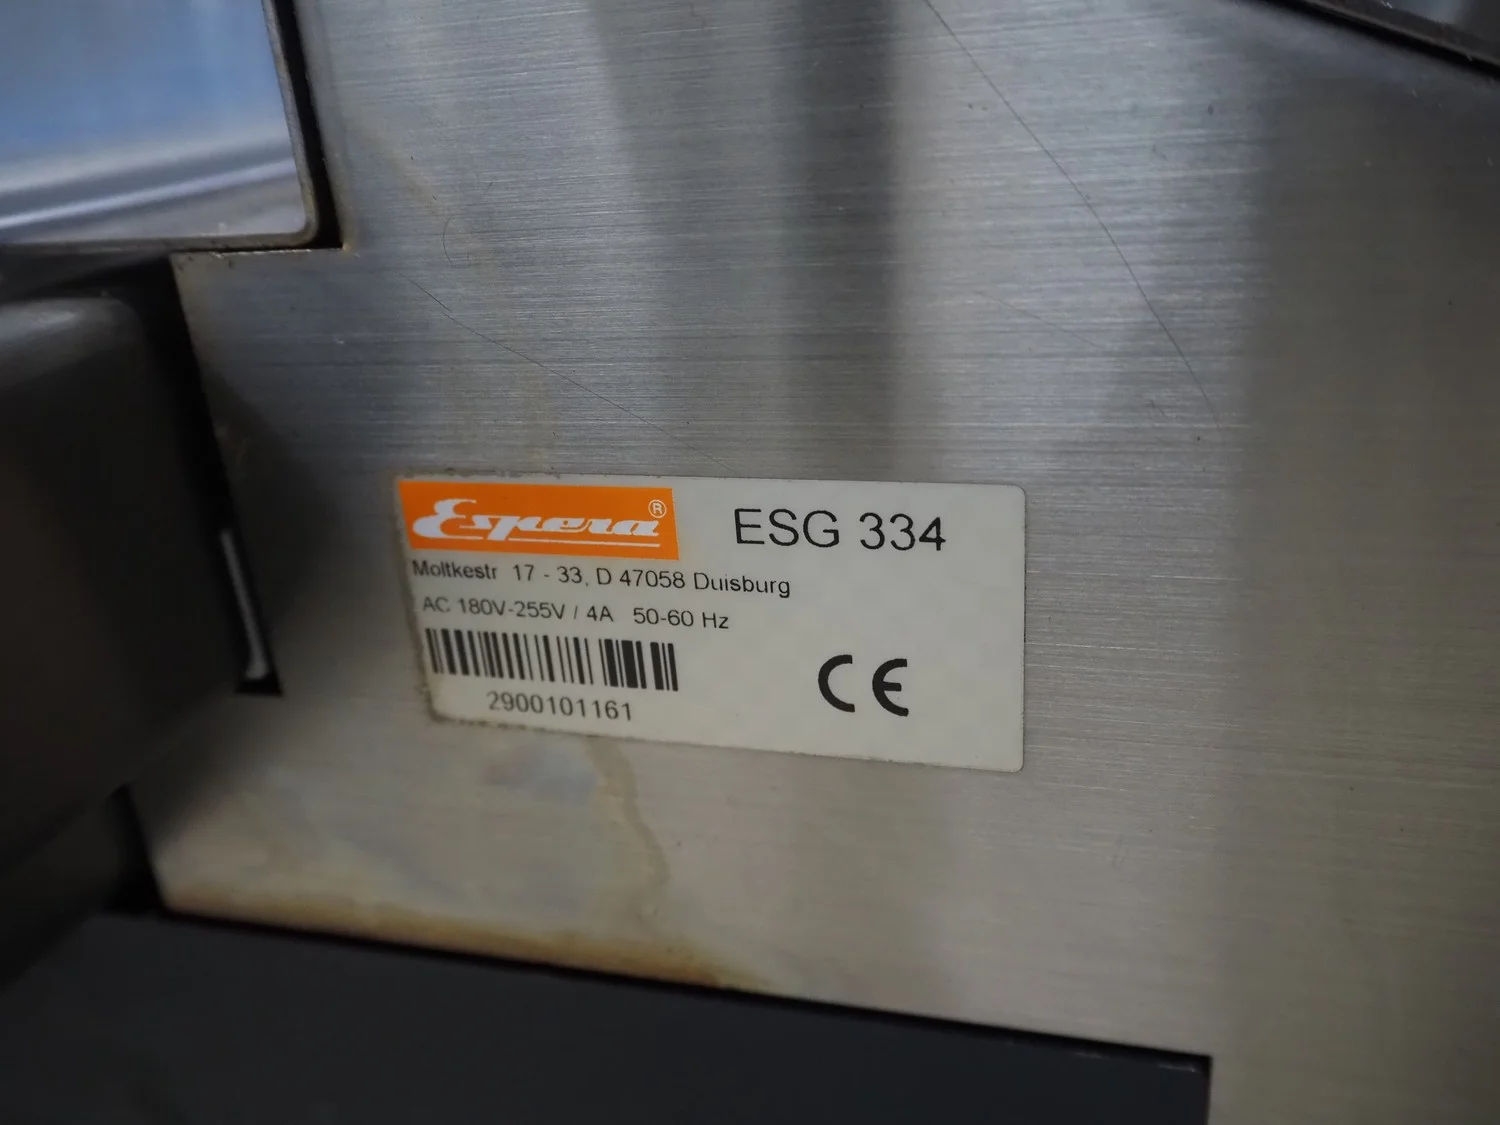 Espera® ESG 334
Moltkestr 17 - 33, D 47058 Duisburg
AC 180V-255V / 4A 50-60 Hz
2900101161
CE